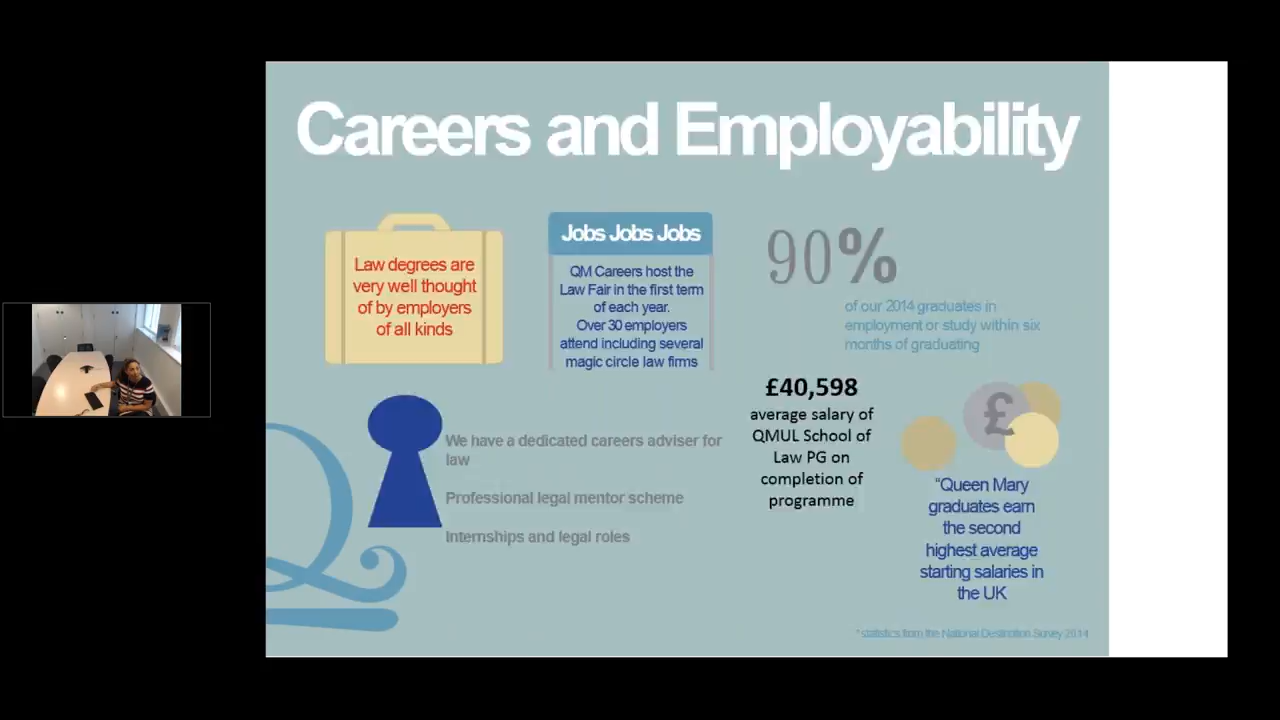 Careers and Employability
Law degrees are
very well thought
of by employers
of all kinds
Jobs Jobs Jobs
QM Careers host the
Law Fair in the first term
of each year.
Over 30 employers
attend including several
magic circle law firms
90%
of our 2014 graduates in
employment or study within six
months of graduating
We have a dedicated careers adviser for
law
Professional legal mentor scheme
Internships and legal roles
£40,598
average salary of
QMUL School of
Law PG on
completion of
programme
£
"Queen Mary
graduates earn
the second
highest average
starting salaries in
the UK
* statistics from the National Destination Survey 2014